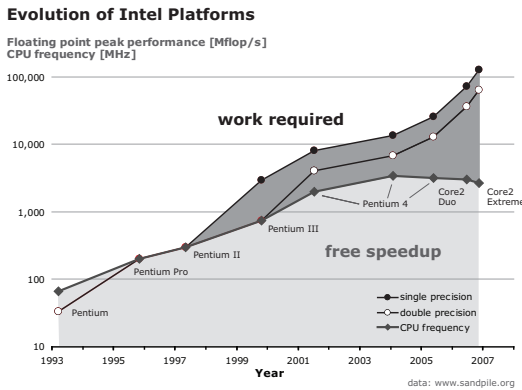 Evolution of Intel Platforms
Floating point peak performance [Mflop/s]
CPU frequency [MHz]
100,000
work required
10,000
Core2
Duo
Core2
Extreme
Pentium 4
1,000
Pentium III
Pentium II
free speedup
Pentium Pro
100
single precision
Pentium
double precision
CPU frequency
10
1993
1995
1997
1999
2001
2003
2005
2007
Year
data: www.sandpile.org